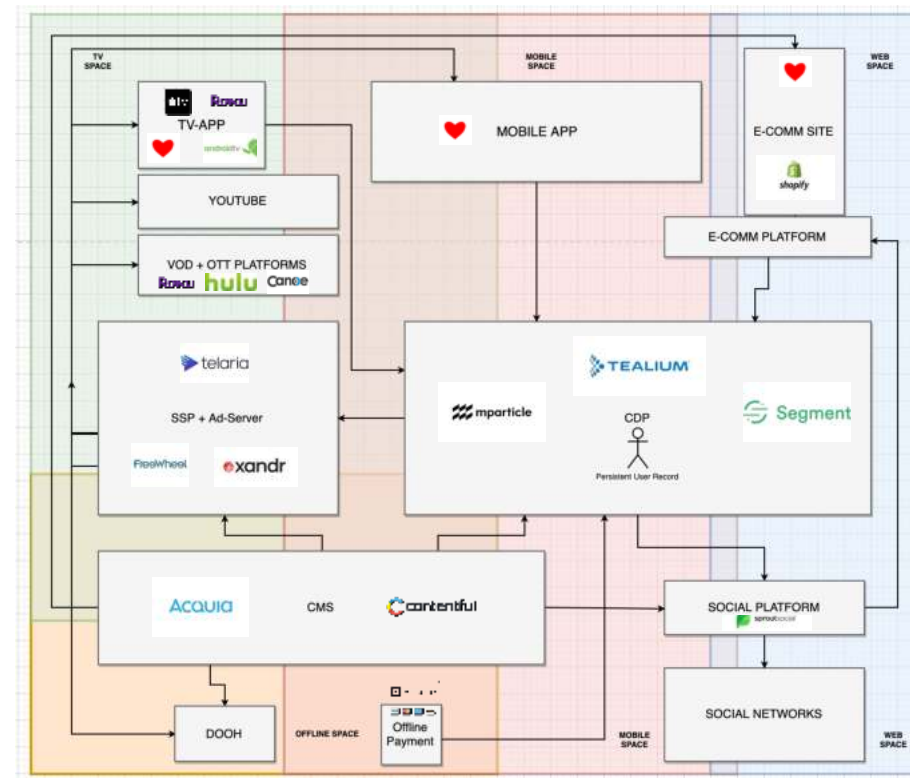 TV
SPACE
MOBILE
SPACE
WEB
SPACE
tv
ROKU
TV-APP
androidtv
MOBILE APP
E-COMM SITE
shopify
YOUTUBE
E-COMM PLATFORM
VOD + OTT PLATFORMS
ROKU
hulu
Canoe
telaria
SSP + Ad-Server
FreeWheel
xandr
TEALIUM
mparticle
Segment
CDP
Persistent User Record
ACQUIA
CMS
contentful
SOCIAL PLATFORM
sproutsocial
SOCIAL NETWORKS
DOOH
OFFLINE SPACE
Offline
Payment
MOBILE
SPACE
WEB
SPACE